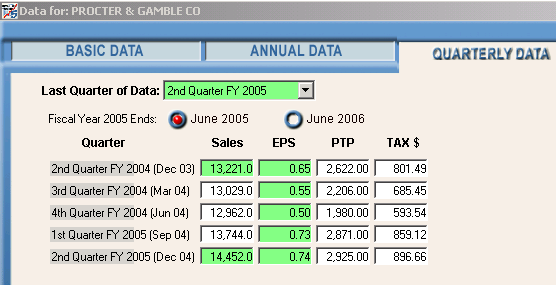 Data for: PROCTER & GAMBLE CO
BASIC DATA ANNUAL DATA QUARTERLY DATA
Last Quarter of Data: 2nd Quarter FY 2005
Fiscal Year 2005 Ends: June 2005 June 2006
Quarter Sales EPS PTP TAX $
2nd Quarter FY 2004 (Dec 03) 13,221.0 0.65 2,622.00 801.49
3rd Quarter FY 2004 (Mar 04) 13,029.0 0.55 2,206.00 685.45
4th Quarter FY 2004 (Jun 04) 12,962.0 0.50 1,980.00 593.54
1st Quarter FY 2005 (Sep 04) 13,744.0 0.73 2,871.00 859.12
2nd Quarter FY 2005 (Dec 04) 14,452.0 0.74 2,925.00 896.66